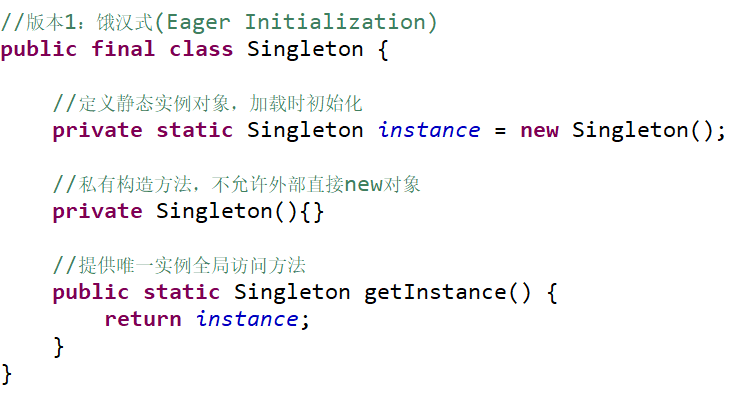 //版本1：饿汉式(Eager Initialization)
public final class Singleton {
//定义静态实例对象，加载时初始化
private static Singleton instance = new Singleton();
//私有构造方法，不允许外部直接new对象
private Singleton(){}
//提供唯一实例全局访问方法
public static Singleton getInstance() {
return instance;
}
}